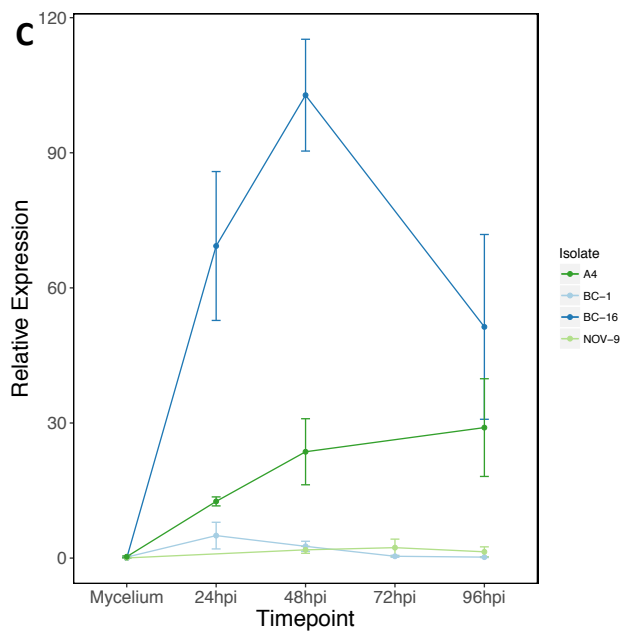 C
120
90
60
30
0
Relative Expression
Mycelium 24hpi 48hpi 72hpi 96hpi
Timepoint
Isolate
A4
BC−1
BC−16
NOV−9